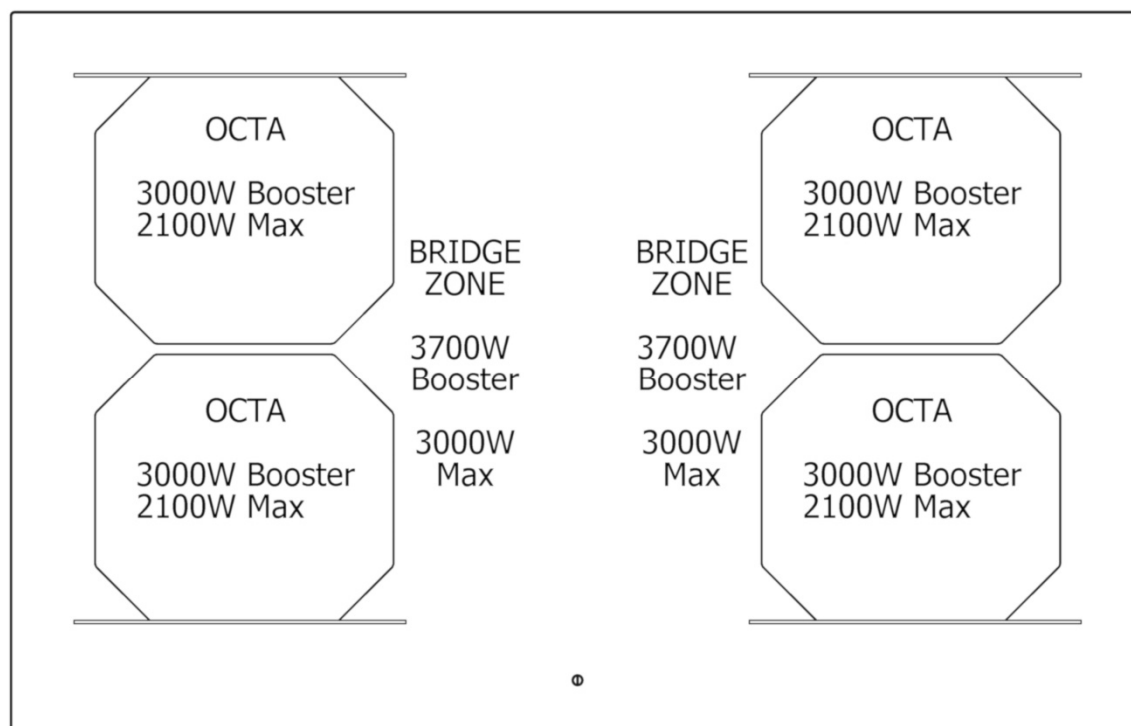 OCTA
3000W Booster
2100W Max
OCTA
3000W Booster
2100W Max
BRIDGE
ZONE
3700W
Booster
3000W
Max
BRIDGE
ZONE
3700W
Booster
3000W
Max
OCTA
3000W Booster
2100W Max
OCTA
3000W Booster
2100W Max